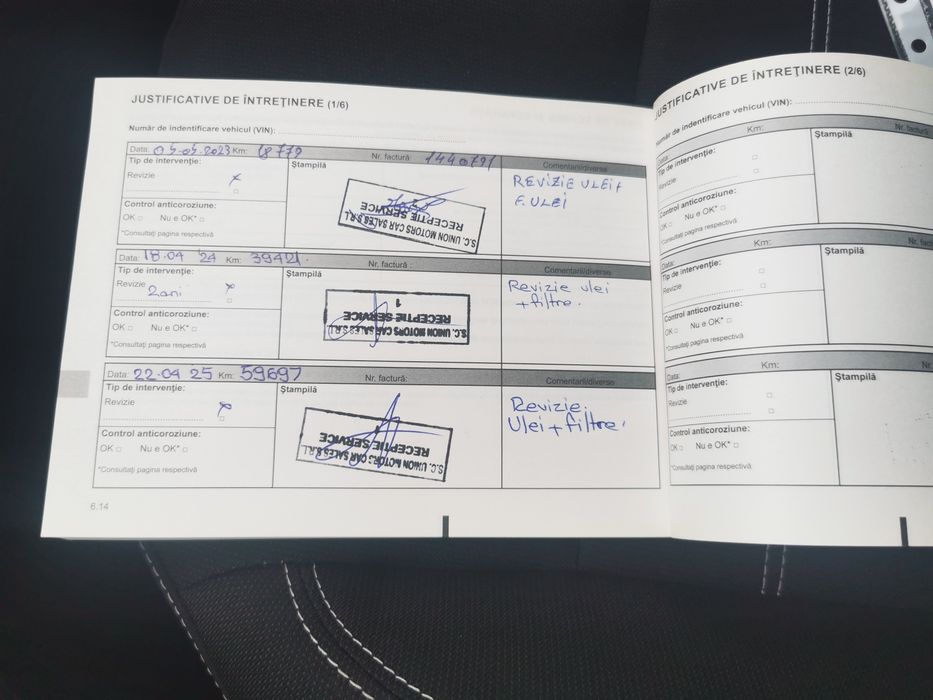 JUSTIFICATIVE DE ÎNTREȚINERE (1/6)
Număr de indentificare vehicul (VIN):
Data: 05.05.2023 Km: 18772 Nr. factură: 1440791 Comentarii/diverse
Tip de intervenție: Ștampilă
Revizie x
REVIZIE ULEI +
F. ULEI
Control anticoroziune:
OK □ Nu e OK* □
*Consultați pagina respectivă
S.C. UNION MOTORS CAR SALES S.R.L
RECEPTIE SERVICE
Data: 18.04 '24 Km: 39421. Nr. factură: Comentarii/diverse
Tip de intervenție: Ștampilă
Revizie x
2ani
Revizie ulei
+ filtre.
Control anticoroziune:
OK □ Nu e OK* □
*Consultați pagina respectivă
S.C. UNION MOTORS CAR SALES S.R.L
RECEPTIE SERVICE
1
Data: 22.04 25 Km: 59697 Nr. factură: Comentarii/diverse
Tip de intervenție: Ștampilă
Revizie x
Revizie.
Ulei + filtre.
Control anticoroziune:
OK □ Nu e OK* □
*Consultați pagina respectivă
S.C. UNION MOTORS CAR SALES S.R.L
RECEPTIE SERVICE
6.14
JUSTIFICATIVE DE ÎNTREȚINERE (2/6)
Număr de indentificare vehicul (VIN):
Data: Km: Nr. factură
Tip de intervenție: Ștampilă
Revizie
Control anticoroziune:
OK □ Nu e OK* □
*Consultați pagina respectivă
Data: Km: Nr.
Tip de intervenție: Ștampilă
Revizie
Control anticoroziune:
OK □ Nu e OK* □
*Consultați pagina respectivă
Data: Km: Nr.
Tip de intervenție: Ștampilă
Revizie
Control anticoroziune:
OK □ Nu e OK* □
*Consultați pagina respectivă